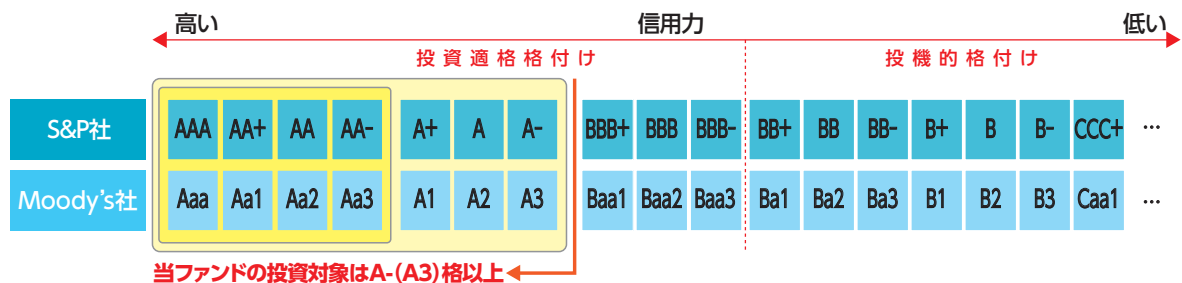 高い 信用力 低い
投資適格格付け 投機的格付け
S&P社 AAA AA+ AA AA- A+ A A- BBB+ BBB BBB- BB+ BB BB- B+ B B- CCC+ …
Moody's社 Aaa Aa1 Aa2 Aa3 A1 A2 A3 Baa1 Baa2 Baa3 Ba1 Ba2 Ba3 B1 B2 B3 Caa1 …
当ファンドの投資対象はA-(A3)格以上